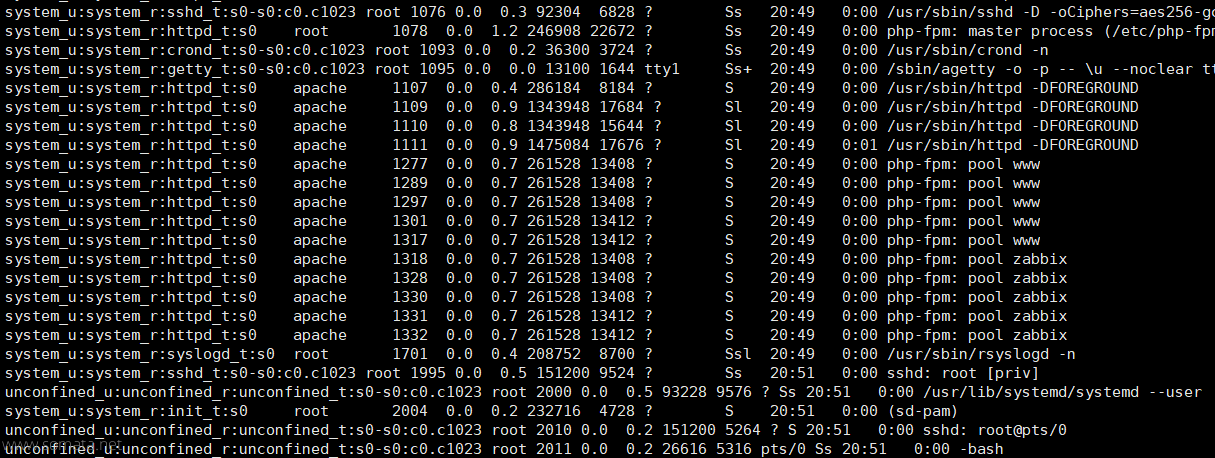 system_u:system_r:sshd_t:s0-s0:c0.c1023 root 1076 0.0  0.3 92304  6828 ?        Ss   20:49   0:00 /usr/sbin/sshd -D -oCiphers=aes256-gc
system_u:system_r:httpd_t:s0    root       1078  0.0  1.2 246908 22672 ?        Ss   20:49   0:00 php-fpm: master process (/etc/php-fpm
system_u:system_r:crond_t:s0-s0:c0.c1023 root 1093 0.0  0.2 36300 3724 ?        Ss   20:49   0:00 /usr/sbin/crond -n
system_u:system_r:getty_t:s0-s0:c0.c1023 root 1095 0.0  0.0 13100 1644 tty1     Ss+  20:49   0:00 /sbin/agetty -o -p -- \u --noclear tt
system_u:system_r:httpd_t:s0    apache     1107  0.0  0.4 286184  8184 ?        S    20:49   0:00 /usr/sbin/httpd -DFOREGROUND
system_u:system_r:httpd_t:s0    apache     1109  0.0  0.9 1343948 17684 ?       Sl   20:49   0:00 /usr/sbin/httpd -DFOREGROUND
system_u:system_r:httpd_t:s0    apache     1110  0.0  0.8 1343948 15644 ?       Sl   20:49   0:00 /usr/sbin/httpd -DFOREGROUND
system_u:system_r:httpd_t:s0    apache     1111  0.0  0.9 1475084 17676 ?       Sl   20:49   0:01 /usr/sbin/httpd -DFOREGROUND
system_u:system_r:httpd_t:s0    apache     1277  0.0  0.7 261528 13408 ?        S    20:49   0:00 php-fpm: pool www
system_u:system_r:httpd_t:s0    apache     1289  0.0  0.7 261528 13408 ?        S    20:49   0:00 php-fpm: pool www
system_u:system_r:httpd_t:s0    apache     1297  0.0  0.7 261528 13408 ?        S    20:49   0:00 php-fpm: pool www
system_u:system_r:httpd_t:s0    apache     1301  0.0  0.7 261528 13412 ?        S    20:49   0:00 php-fpm: pool www
system_u:system_r:httpd_t:s0    apache     1317  0.0  0.7 261528 13412 ?        S    20:49   0:00 php-fpm: pool www
system_u:system_r:httpd_t:s0    apache     1318  0.0  0.7 261528 13408 ?        S    20:49   0:00 php-fpm: pool zabbix
system_u:system_r:httpd_t:s0    apache     1328  0.0  0.7 261528 13408 ?        S    20:49   0:00 php-fpm: pool zabbix
system_u:system_r:httpd_t:s0    apache     1330  0.0  0.7 261528 13408 ?        S    20:49   0:00 php-fpm: pool zabbix
system_u:system_r:httpd_t:s0    apache     1331  0.0  0.7 261528 13412 ?        S    20:49   0:00 php-fpm: pool zabbix
system_u:system_r:httpd_t:s0    apache     1332  0.0  0.7 261528 13412 ?        S    20:49   0:00 php-fpm: pool zabbix
system_u:system_r:syslogd_t:s0  root       1701  0.0  0.4 208752  8700 ?        Ssl  20:49   0:00 /usr/sbin/rsyslogd -n
system_u:system_r:sshd_t:s0-s0:c0.c1023 root 1995 0.0  0.5 151200 9524 ?        Ss   20:51   0:00 sshd: root [priv]
unconfined_u:unconfined_r:unconfined_t:s0-s0:c0.c1023 root 2000 0.0  0.5 93228 9576 ? Ss 20:51   0:00 /usr/lib/systemd/systemd --user
system_u:system_r:init_t:s0     root       2004  0.0  0.2 232716  4728 ?        S    20:51   0:00 (sd-pam)
unconfined_u:unconfined_r:unconfined_t:s0-s0:c0.c1023 root 2010 0.0  0.2 151200 5264 ? S 20:51   0:00 sshd: root@pts/0
www.somata.net
unconfined_u:unconfined_r:unconfined_t:s0-s0:c0.c1023 root 2011 0.0  0.2 26616 5316 pts/0 Ss 20:51   0:00 -bash